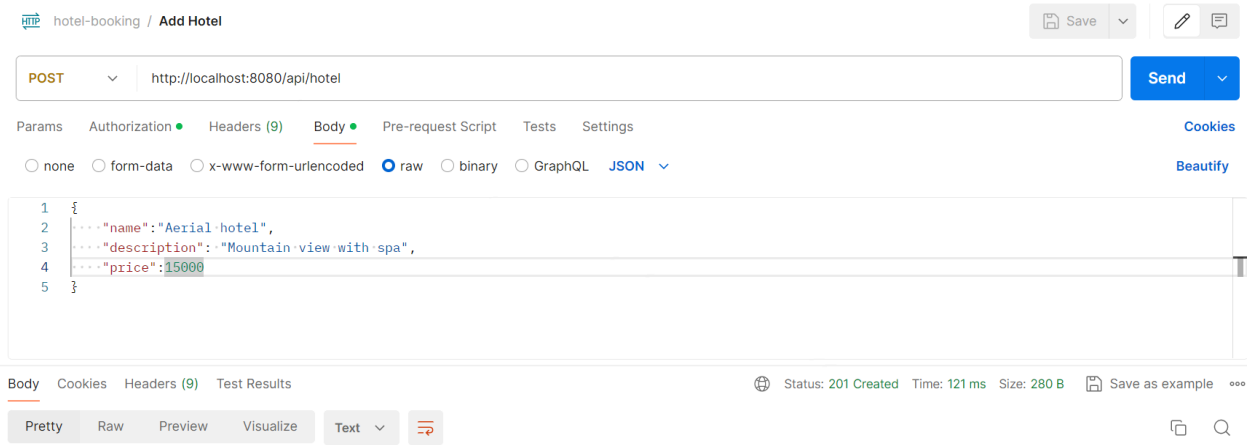 HTTP hotel-booking / Add Hotel Save
POST http://localhost:8080/api/hotel Send
Params Authorization Headers (9) Body Pre-request Script Tests Settings Cookies
none form-data x-www-form-urlencoded raw binary GraphQL JSON Beautify
1 {
2 "name":"Aerial hotel",
3 "description": "Mountain view with spa",
4 "price":15000
5 }
Body Cookies Headers (9) Test Results Status: 201 Created Time: 121 ms Size: 280 B Save as example
Pretty Raw Preview Visualize Text